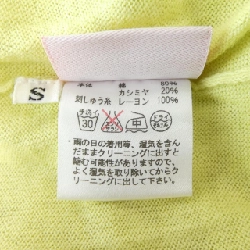 本体 綿 80%
カシミヤ 20%
刺しゅう糸 レーヨン 100%
S
手洗イ
30
中
雨の日の着用等、湿気を含ん
だままクリーニングに出すと
縮む可能性がありますので、
よく湿気を取り除いてからク
リーニングに出して下さい。